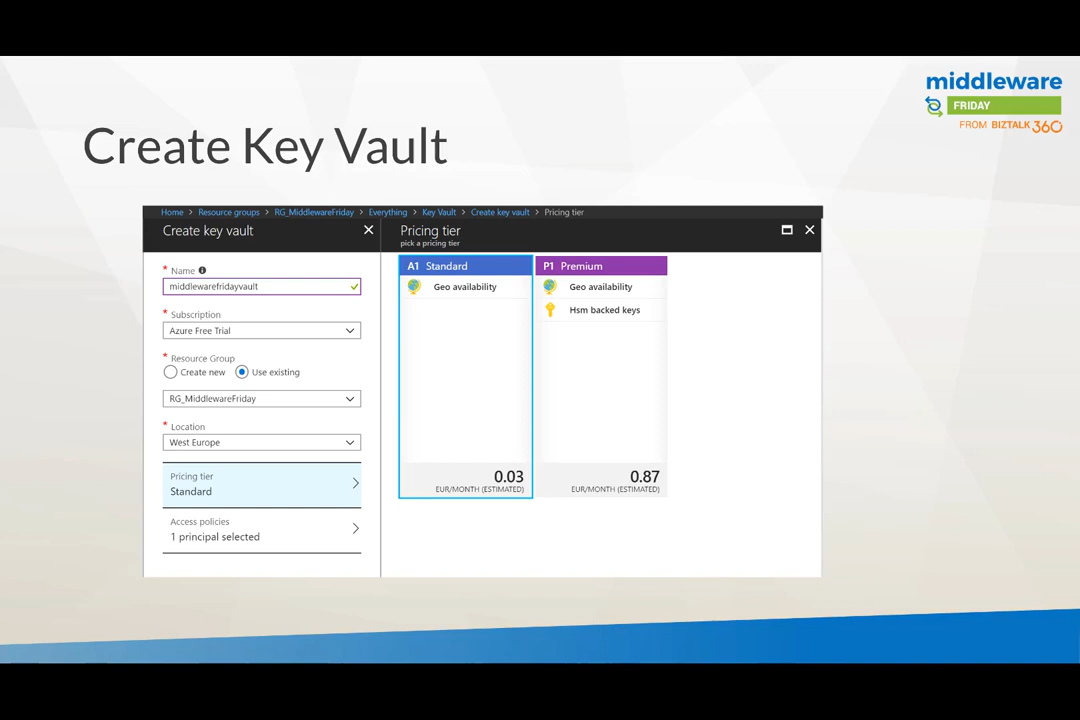 middleware
FRIDAY
FROM BIZTALK 360
Create Key Vault
Home > Resource groups > RG_MiddlewareFriday > Everything > Key Vault > Create key vault > Pricing tier
Create key vault
* Name
middlewarefridayvault
* Subscription
Azure Free Trial
* Resource Group
Create new Use existing
RG_MiddlewareFriday
* Location
West Europe
Pricing tier
Standard
Access policies
1 principal selected
Pricing tier
pick a pricing tier
A1 Standard
Geo availability
0.03
EUR/MONTH (ESTIMATED)
P1 Premium
Geo availability
Hsm backed keys
0.87
EUR/MONTH (ESTIMATED)